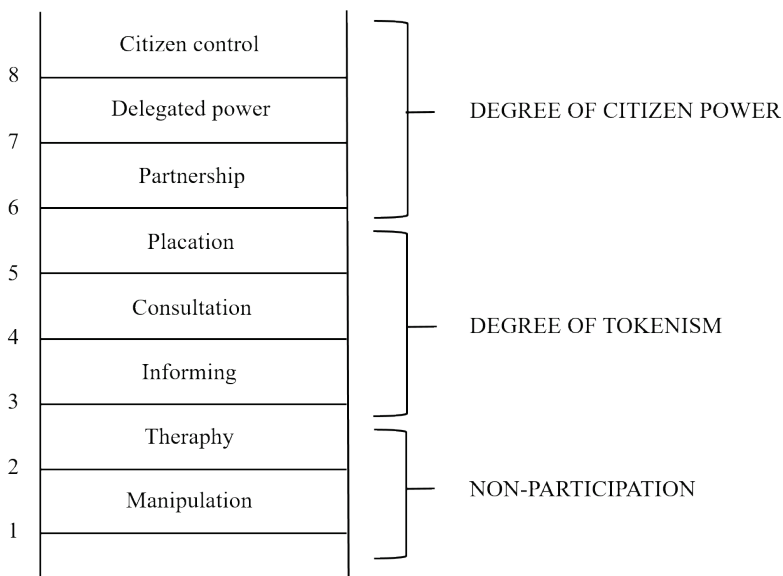 Citizen control
8
Delegated power
DEGREE OF CITIZEN POWER
7
Partnership
6
Placation
5
Consultation
DEGREE OF TOKENISM
4
Informing
3
Theraphy
2
Manipulation
NON-PARTICIPATION
1